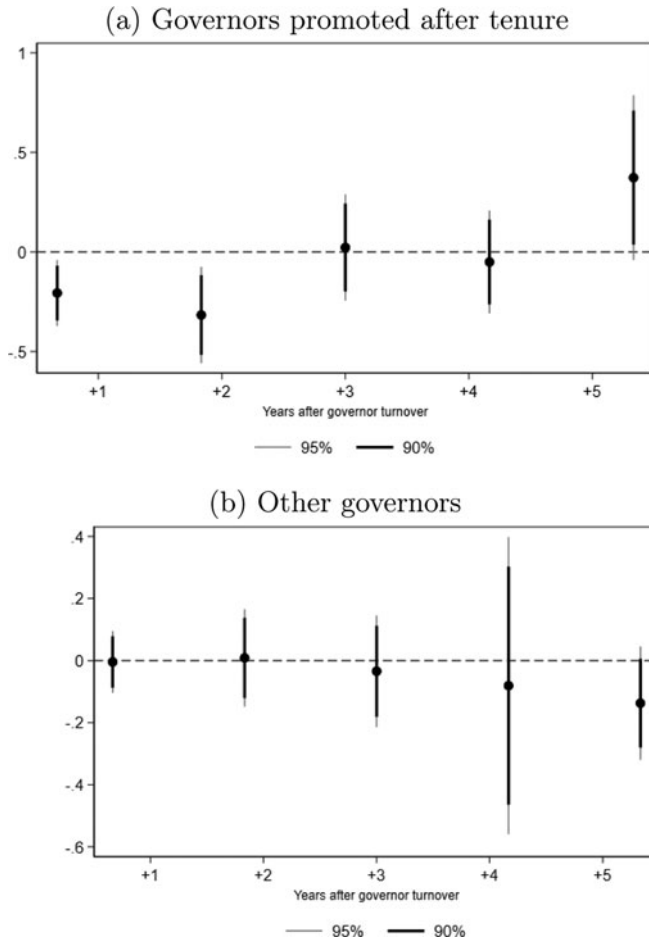 (a) Governors promoted after tenure
1
.5
0
-.5
+1 +2 +3 +4 +5
Years after governor turnover
95% 90%
(b) Other governors
.4
.2
0
-.2
-.4
-.6
+1 +2 +3 +4 +5
Years after governor turnover
95% 90%